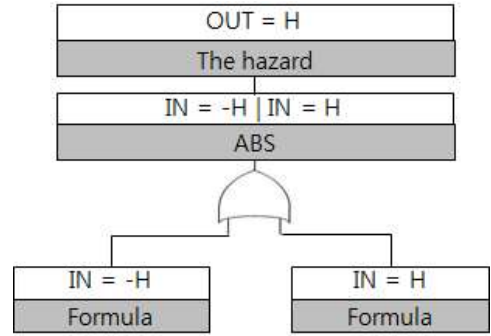 OUT = H
The hazard
IN = -H | IN = H
ABS
IN = -H
Formula
IN = H
Formula